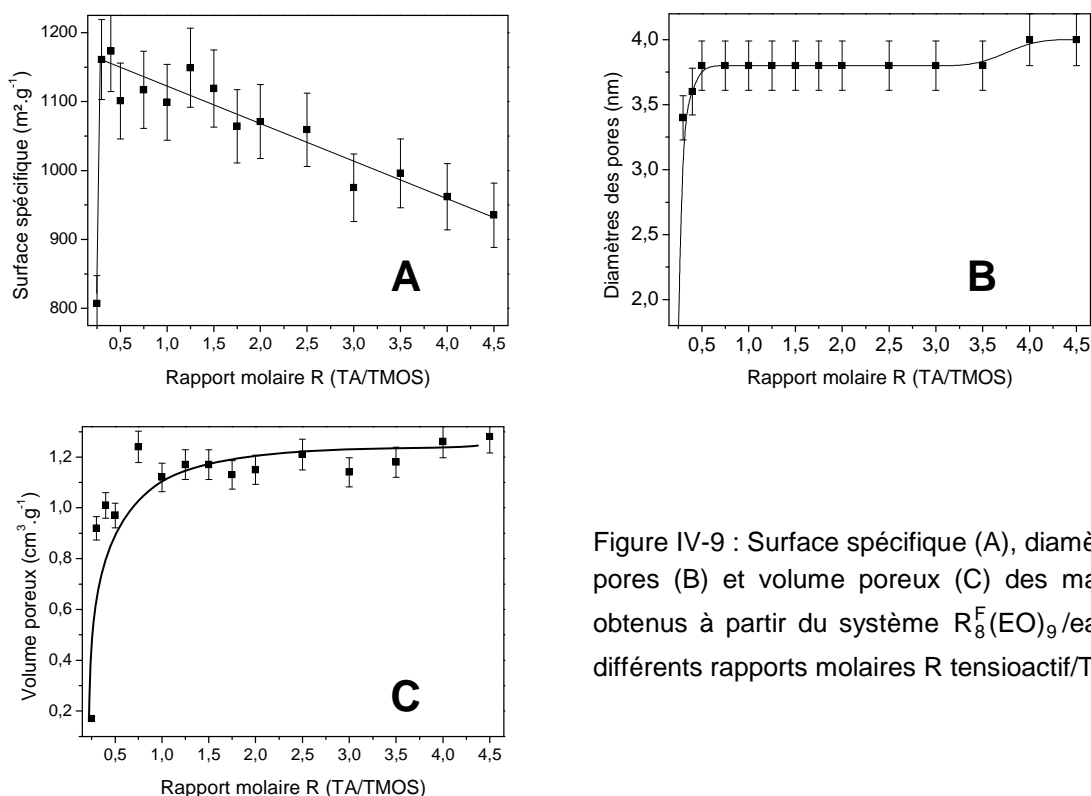 1200
1100
1000
900
800
Surface spécifique (m².g⁻¹)
A
0,5 1,0 1,5 2,0 2,5 3,0 3,5 4,0 4,5
Rapport molaire R (TA/TMOS)
4,0
3,5
3,0
2,5
2,0
Diamètres des pores (nm)
B
0,5 1,0 1,5 2,0 2,5 3,0 3,5 4,0 4,5
Rapport molaire R (TA/TMOS)
1,2
1,0
0,8
0,6
0,4
0,2
Volume poreux (cm³.g⁻¹)
C
0,5 1,0 1,5 2,0 2,5 3,0 3,5 4,0 4,5
Rapport molaire R (TA/TMOS)
Figure IV-9 : Surface spécifique (A), diamè
pores (B) et volume poreux (C) des ma
obtenus à partir du système R₈ᶠ(EO)₉/ea
différents rapports molaires R tensioactif/T